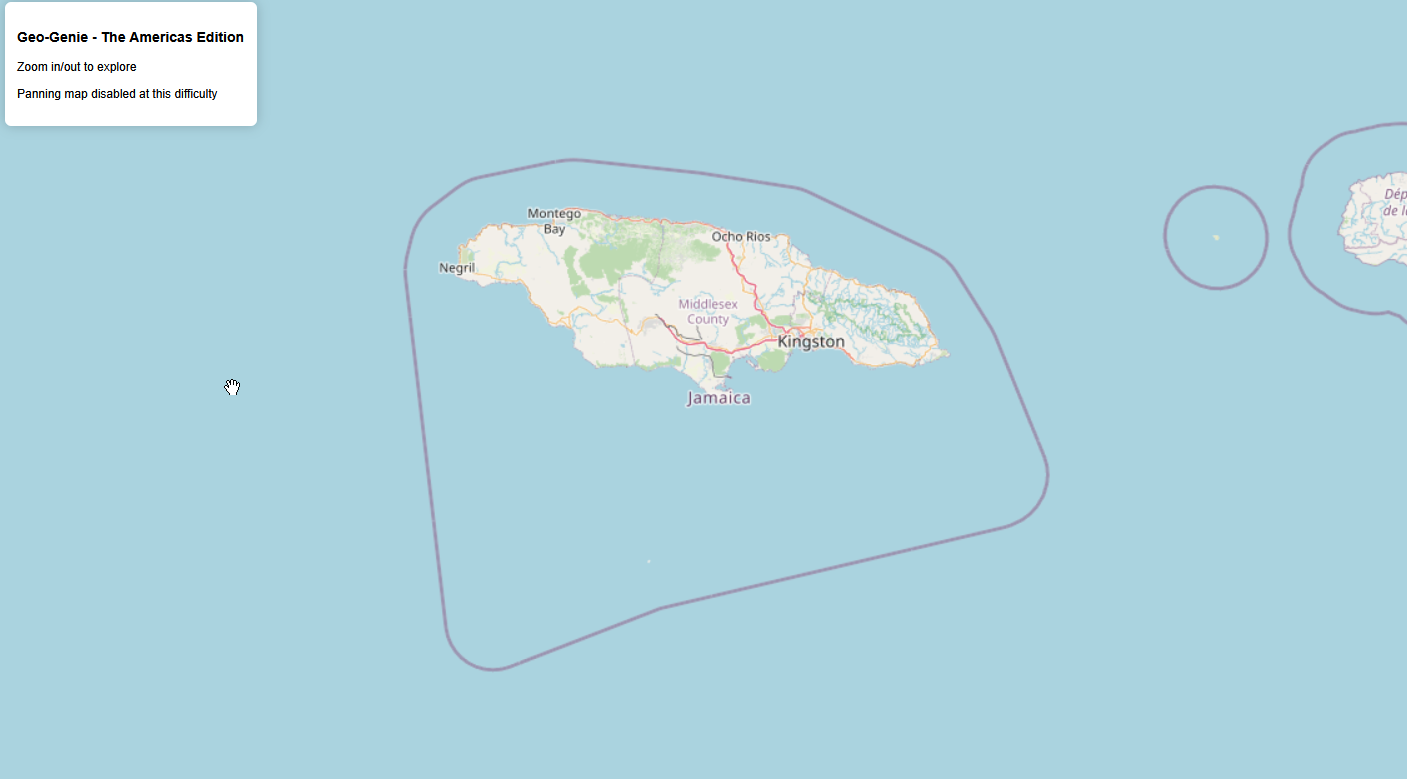 Geo-Genie - The Americas Edition
Zoom in/out to explore
Panning map disabled at this difficulty
Montego
Bay
Ocho Rios
Negril
Middlesex
County
Kingston
Jamaica
Dép
de l